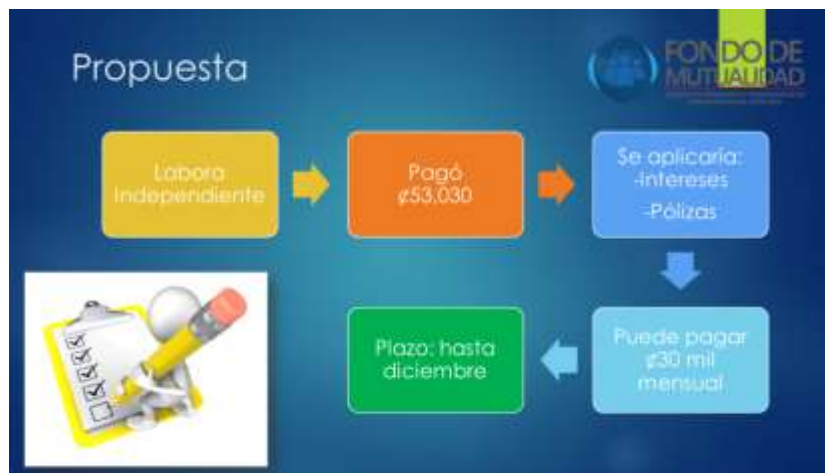 Propuesta
FONDO DE
MUTUALIDAD
Labora
Independiente
Pagó
₡53,030
Se aplicaría:
-Intereses
-Pólizas
Puede pagar
₡30 mil
mensual
Plazo: hasta
diciembre